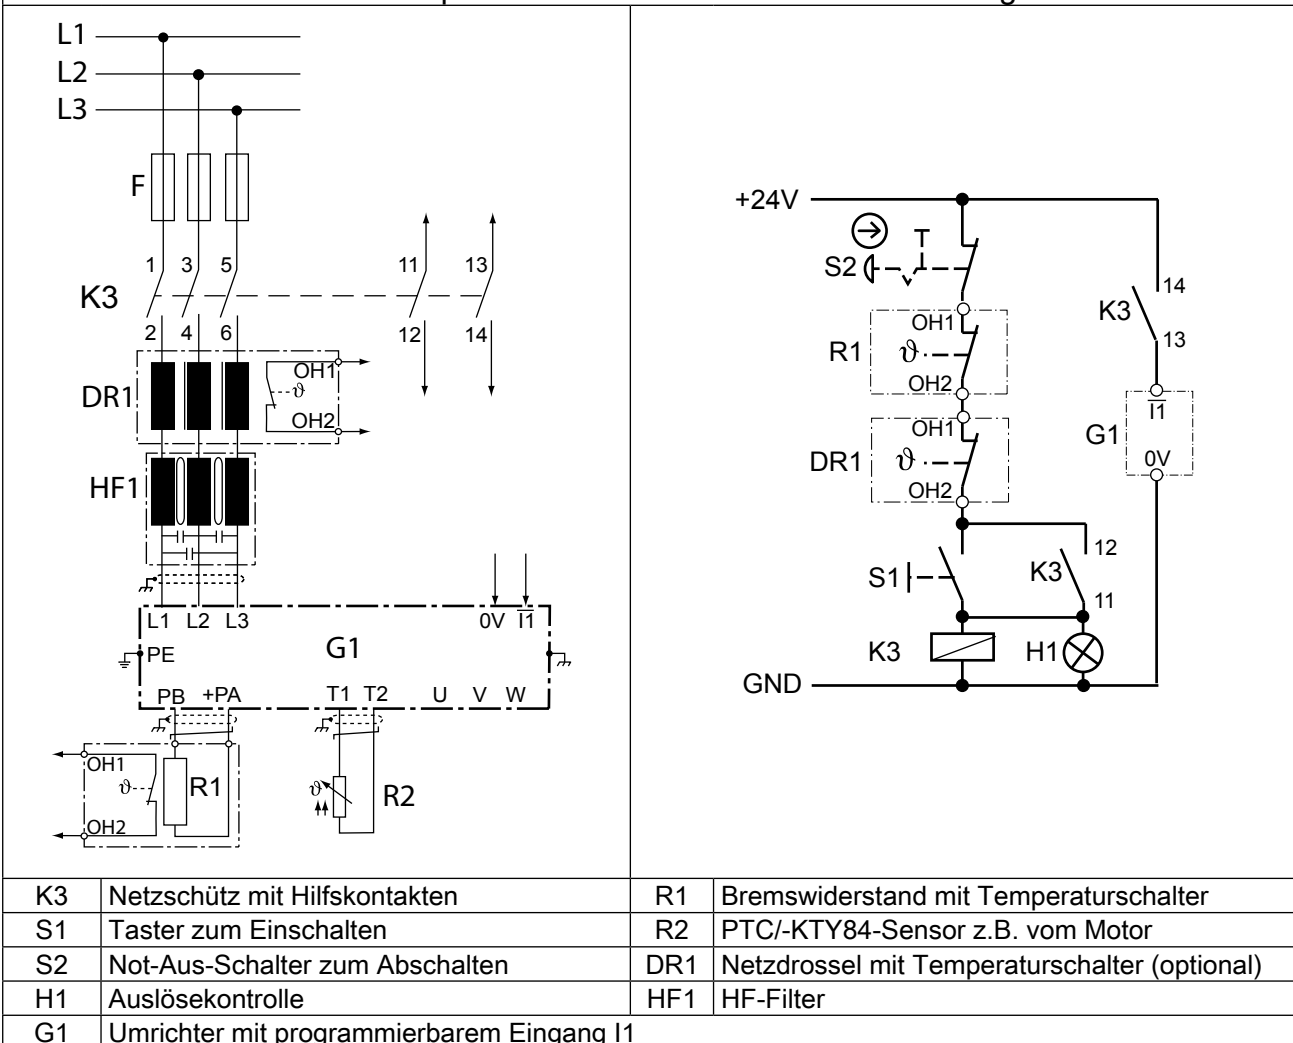 L1
L2
L3
F
1 3 5 11 13
K3
2 4 6 12 14
DR1
OH1
ϑ
OH2
HF1
L1 L2 L3 0V I1
PE
G1
PB +PA T1 T2 U V W
OH1
ϑ
R1
OH2
ϑ
R2
+24V
S2
OH1
R1
ϑ
OH2
OH1
DR1
ϑ
OH2
S1
K3
12
11
K3
H1
GND
14
K3
13
I1
G1
0V
K3 Netzschütz mit Hilfskontakten R1 Bremswiderstand mit Temperaturschalter
S1 Taster zum Einschalten R2 PTC/-KTY84-Sensor z.B. vom Motor
S2 Not-Aus-Schalter zum Abschalten DR1 Netzdrossel mit Temperaturschalter (optional)
H1 Auslösekontrolle HF1 HF-Filter
G1 Umrichter mit programmierbarem Eingang I1